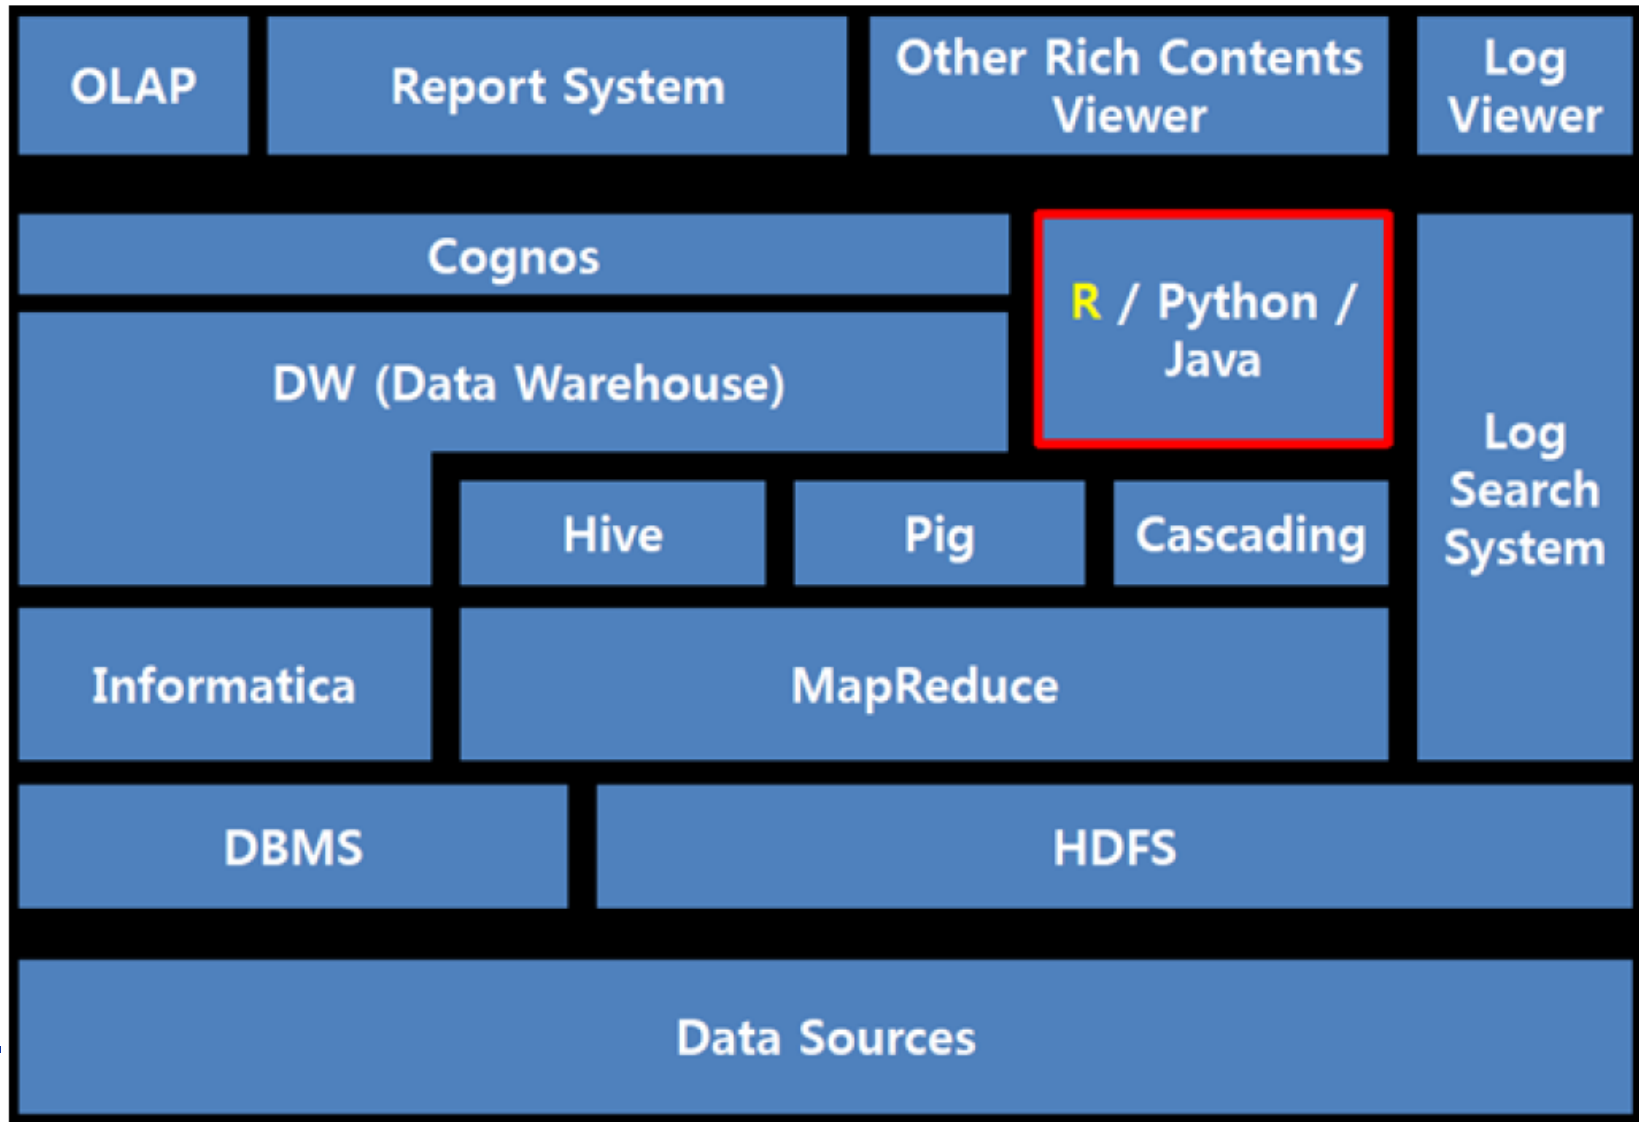 OLAP
Report System
Other Rich Contents
Viewer
Log
Viewer
Cognos
R / Python /
Java
DW (Data Warehouse)
Log
Search
System
Hive
Pig
Cascading
Informatica
MapReduce
DBMS
HDFS
Data Sources